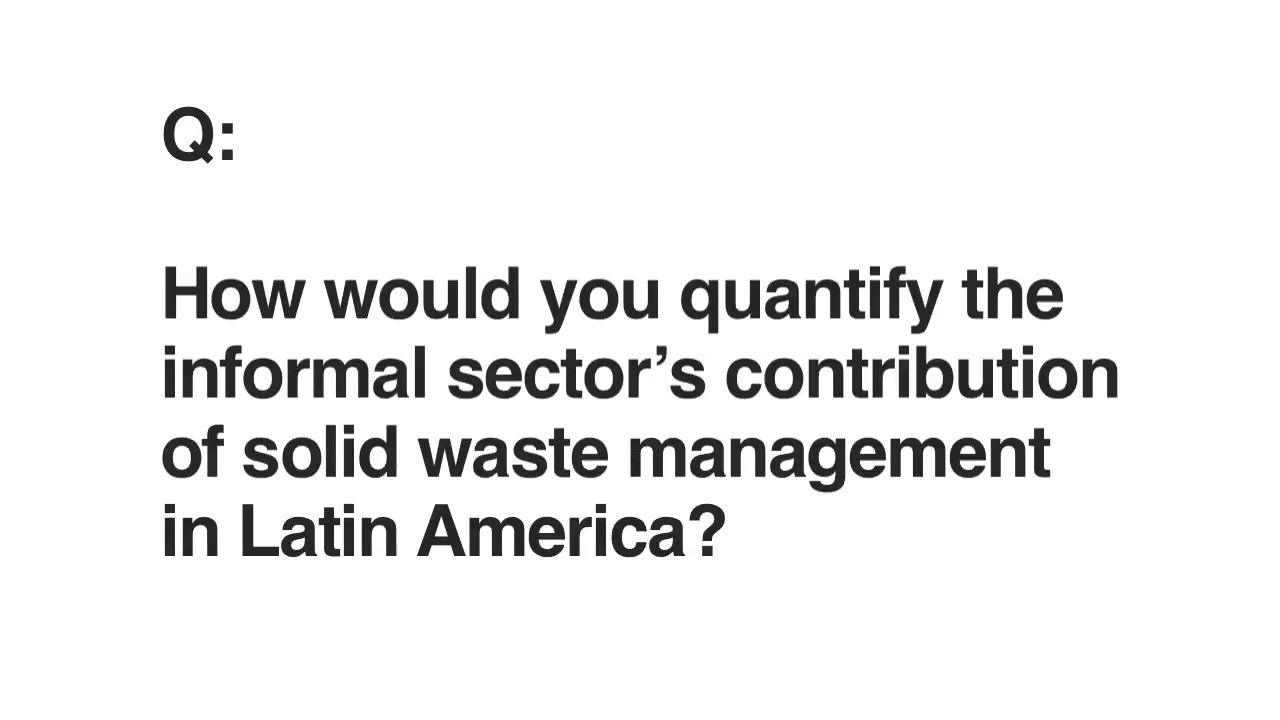 Q:
How would you quantify the
informal sector’s contribution
of solid waste management
in Latin America?